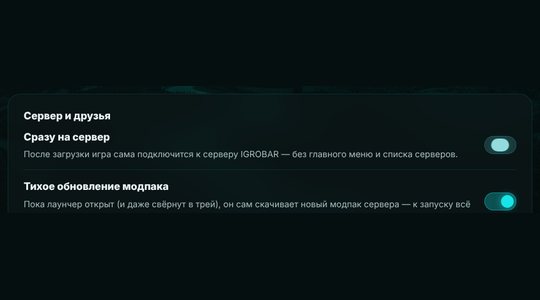 Сервер и друзья
Сразу на сервер
После загрузки игра сама подключится к серверу IGROBAR — без главного меню и списка серверов.
Тихое обновление модпака
Пока лаунчер открыт (и даже свёрнут в трей), он сам скачивает новый модпак сервера — к запуску всё